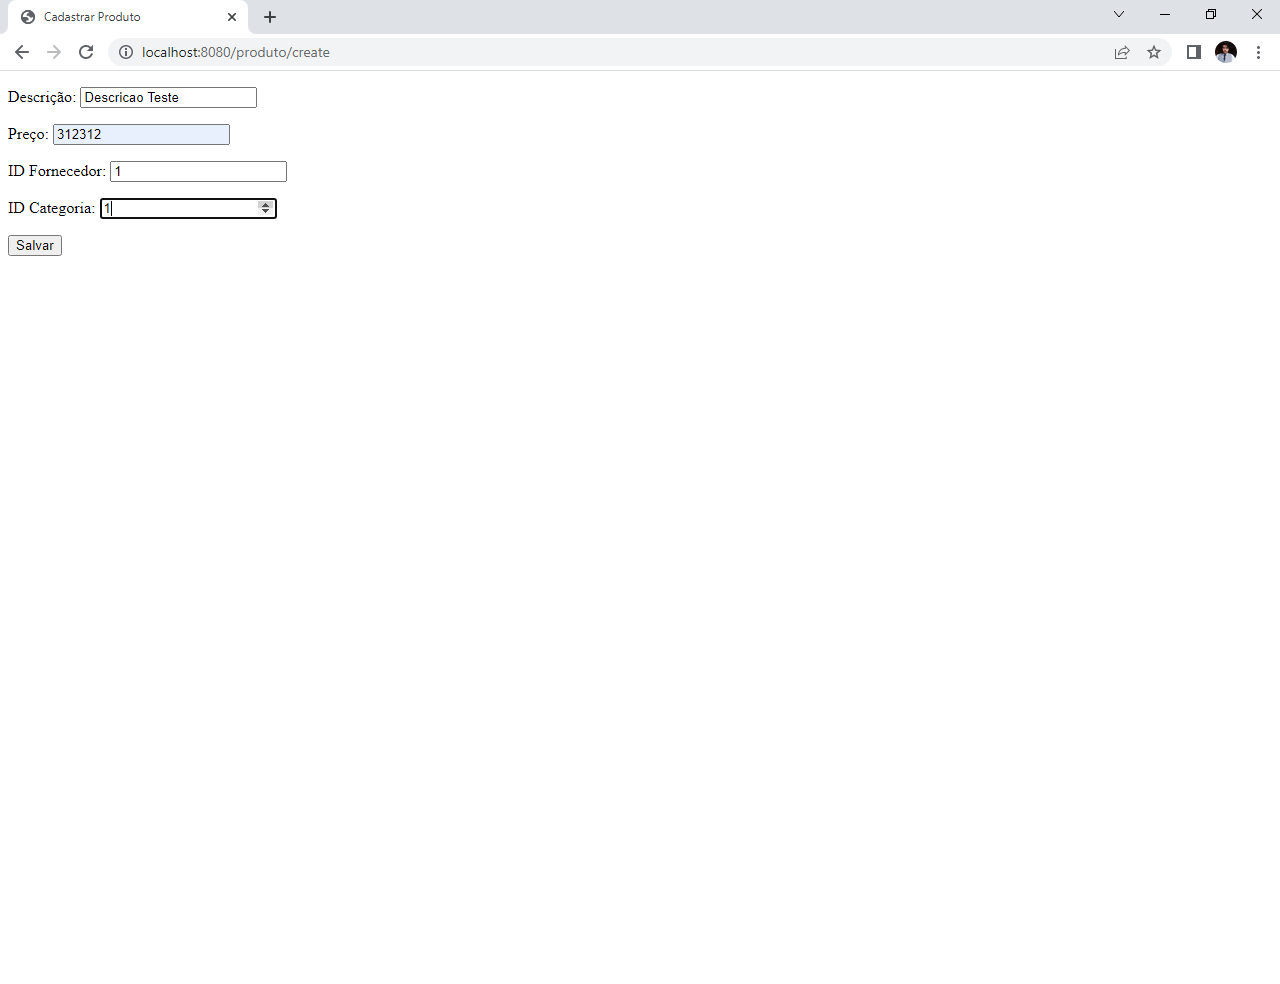 Cadastrar Produto
localhost:8080/produto/create
Descrição: Descricao Teste
Preço: 312312
ID Fornecedor: 1
ID Categoria: 1
Salvar